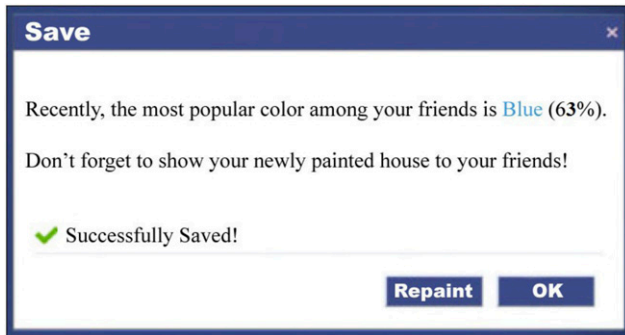 Save
Recently, the most popular color among your friends is Blue (63%).
Don’t forget to show your newly painted house to your friends!
Successfully Saved!
Repaint OK